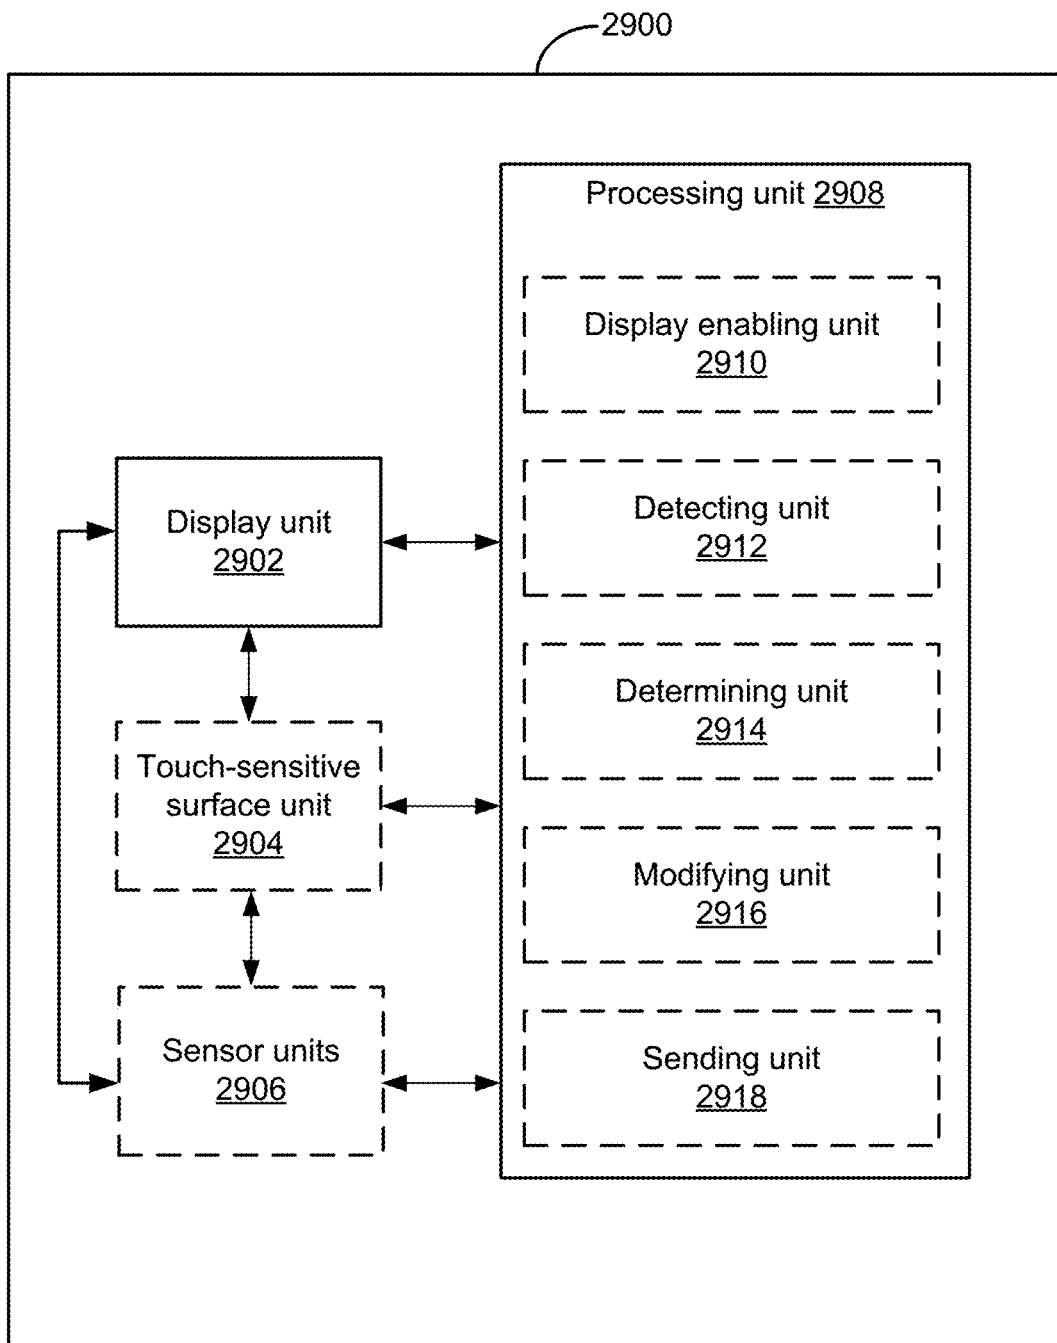 2900
Processing unit 2908
Display enabling unit
2910
Display unit
2902
Detecting unit
2912
Touch-sensitive
surface unit
2904
Determining unit
2914
Modifying unit
2916
Sensor units
2906
Sending unit
2918